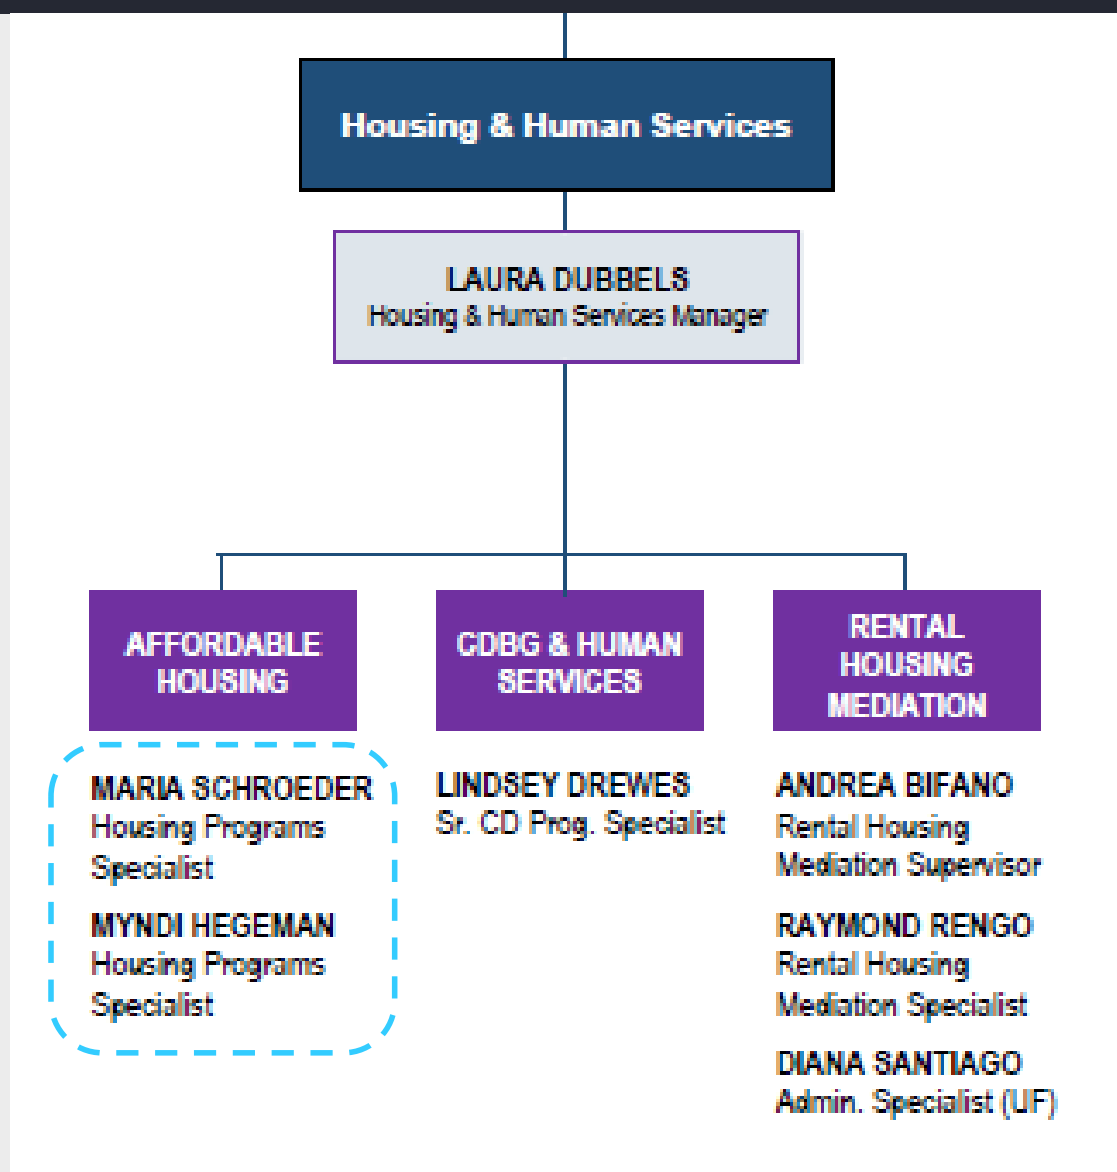 Housing & Human Services
LAURA DUBBELS
Housing & Human Services Manager
AFFORDABLE
HOUSING
MARIA SCHROEDER
Housing Programs
Specialist
MYNDI HEGEMAN
Housing Programs
Specialist
CDBG & HUMAN
SERVICES
LINDSEY DREWES
Sr. CD Prog. Specialist
RENTAL
HOUSING
MEDIATION
ANDREA BIFANO
Rental Housing
Mediation Supervisor
RAYMOND RENGO
Rental Housing
Mediation Specialist
DIANA SANTIAGO
Admin. Specialist (UF)